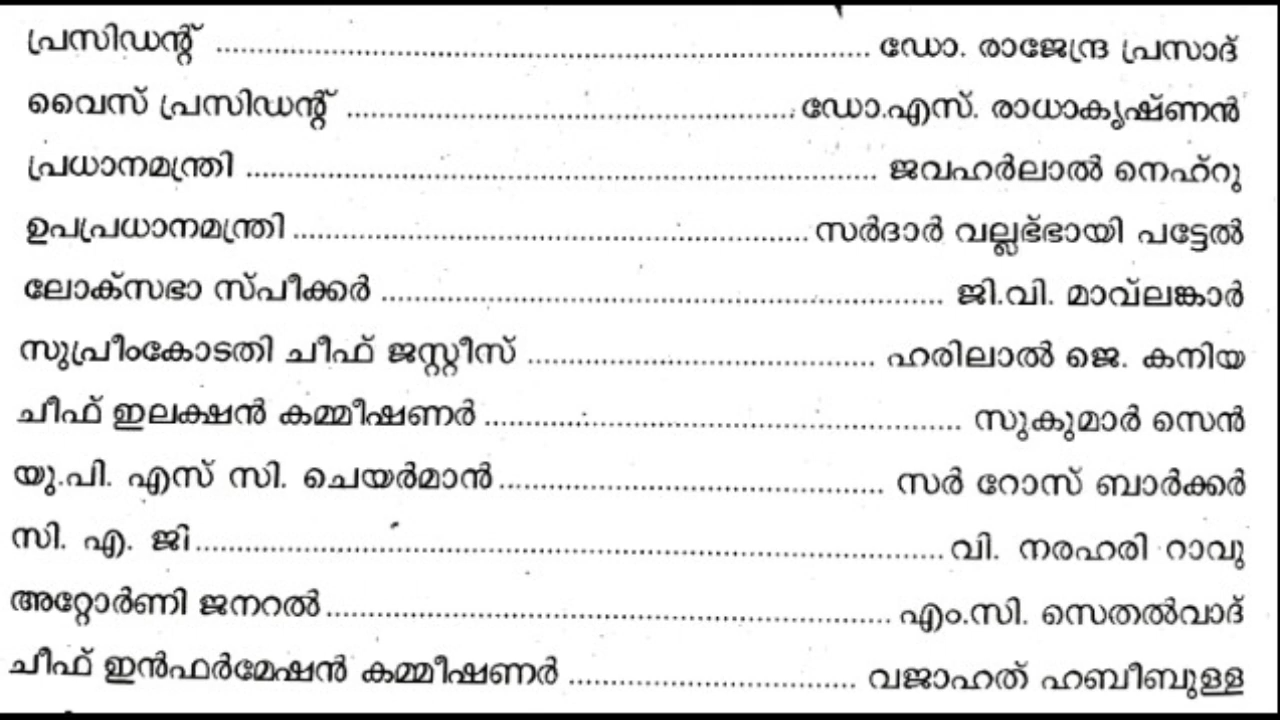 പ്രസിഡന്റ് ........ ഡോ. രാജേന്ദ്ര പ്രസാദ്
വൈസ് പ്രസിഡന്റ് ........ ഡോ.എസ്. രാധാകൃഷ്ണൻ
പ്രധാനമന്ത്രി ........ ജവഹർലാൽ നെഹ്റു
ഉപപ്രധാനമന്ത്രി ........ സർദാർ വല്ലഭ്ഭായി പട്ടേൽ
ലോക്സഭാ സ്പീക്കർ ........ ജി.വി. മാവ്‌ലങ്കാർ
സുപ്രീംകോടതി ചീഫ് ജസ്റ്റീസ് ........ ഹരിലാൽ ജെ. കനിയ
ചീഫ് ഇലക്ഷൻ കമ്മീഷണർ ........ സുകുമാർ സെൻ
യു.പി. എസ് സി. ചെയർമാൻ ........ സർ റോസ് ബാർക്കർ
സി. എ. ജി ........ വി. നരഹരി റാവു
അറ്റോർണി ജനറൽ ........ എം.സി. സെതൽവാദ്
ചീഫ് ഇൻഫർമേഷൻ കമ്മീഷണർ ........ വജാഹത് ഹബീബുള്ള